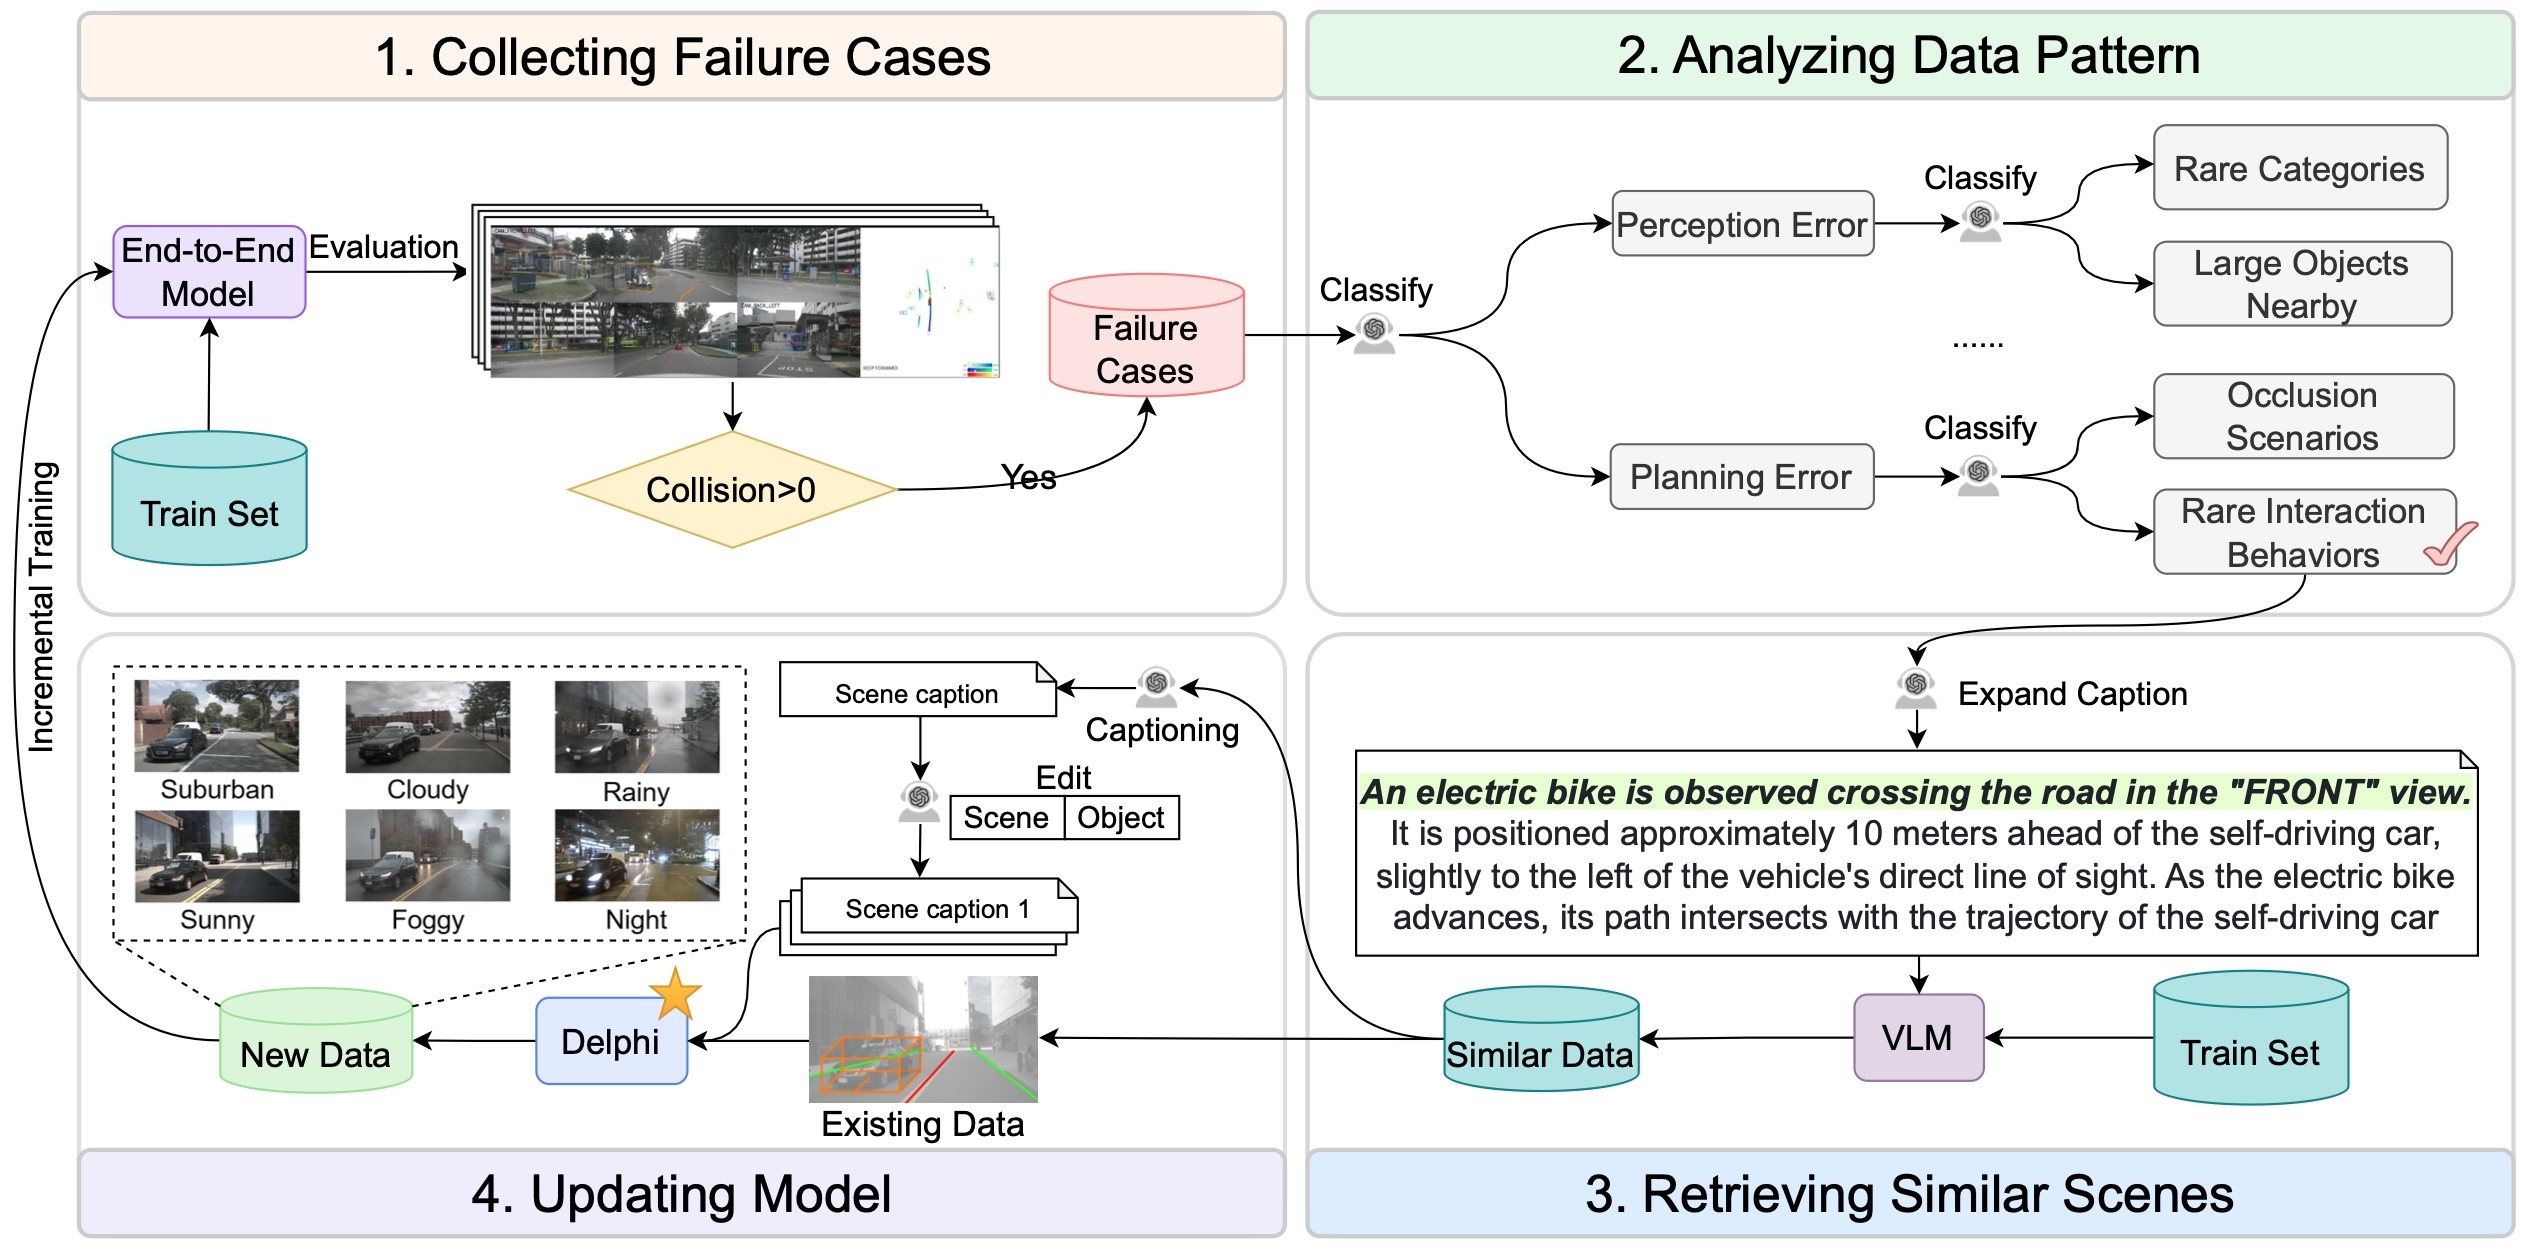 1. Collecting Failure Cases
End-to-End
Model
Evaluation
CAM_BACK_LEFT
STOP
KEEP FORWARD
Failure
Cases
Train Set
Collision>0
Yes
Incremental Training
2. Analyzing Data Pattern
Classify
Perception Error
Classify
Rare Categories
Large Objects
Nearby
......
Planning Error
Classify
Occlusion
Scenarios
Rare Interaction
Behaviors
Expand Caption
An electric bike is observed crossing the road in the "FRONT" view.
It is positioned approximately 10 meters ahead of the self-driving car,
slightly to the left of the vehicle's direct line of sight. As the electric bike
advances, its path intersects with the trajectory of the self-driving car
VLM
Train Set
Similar Data
3. Retrieving Similar Scenes
Captioning
Scene caption
Edit
Scene Object
Scene caption 1
Existing Data
Delphi
New Data
Suburban
Cloudy
Rainy
Sunny
Foggy
Night
4. Updating Model